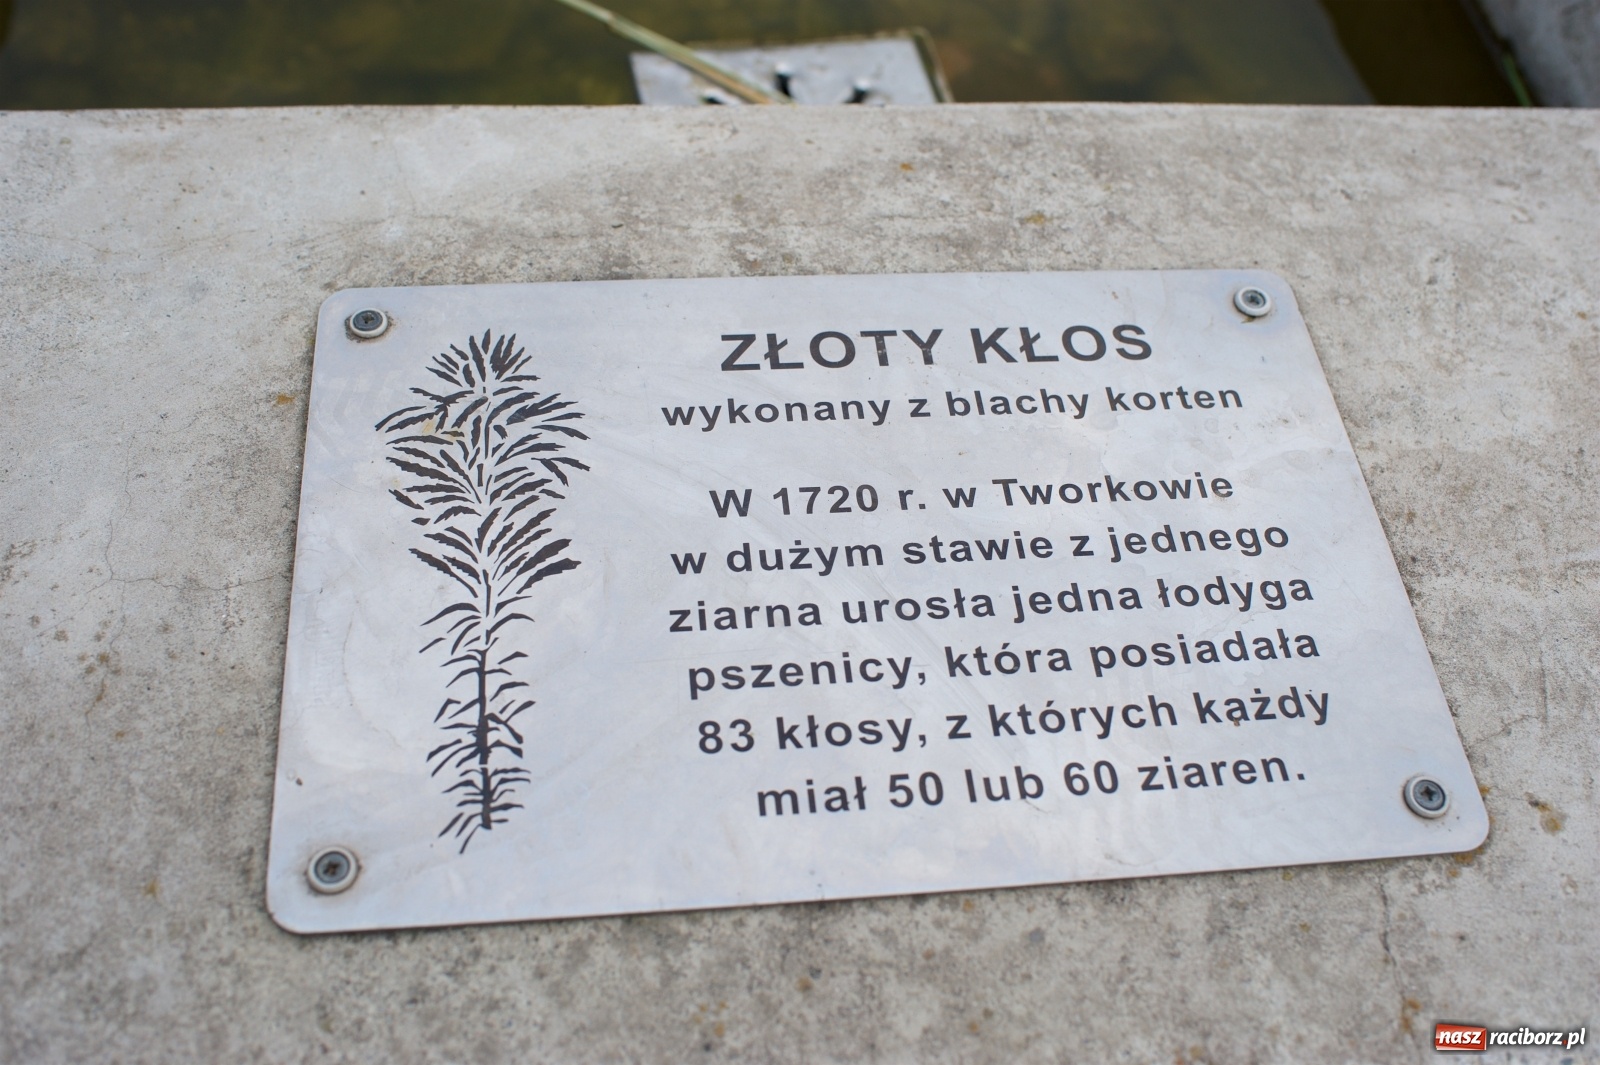 ZŁOTY KŁOS
wykonany z blachy korten
W 1720 r. w Tworkowie
w dużym stawie z jednego
ziarna urosła jedna łodyga
pszenicy, która posiadała
83 kłosy, z których każdy
miał 50 lub 60 ziaren.
nasz raciborz.pl